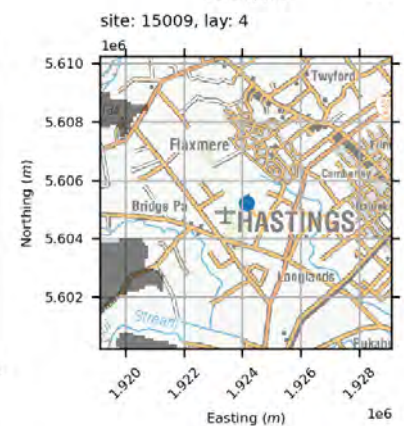 site: 15009, lay: 4
1e6
5.610
5.608
5.606
5.604
5.602
Northing (m)
Twyford
Flaxmere
Camberley
Bridge Pa
HASTINGS
Longlands
Stream
1.920
1.922
1.924
1.926
1.928
1e6
Easting (m)